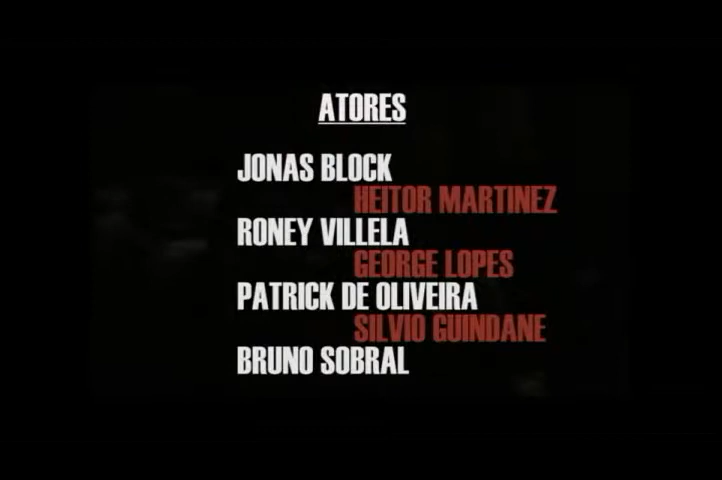 ATORES
JONAS BLOCK
HEITOR MARTINEZ
RONEY VILLELA
GEORGE LOPES
PATRICK DE OLIVEIRA
SILVIO GUINDANE
BRUNO SOBRAL